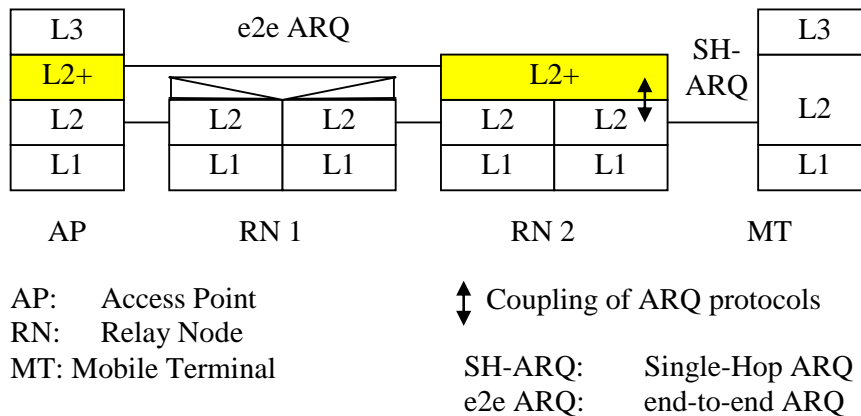 L3 e2e ARQ L3
L2+ L2+ SH-
ARQ
L2 L2 L2 L2 L2 L2
L1 L1 L1 L1 L1 L1
AP RN 1 RN 2 MT
AP: Access Point
RN: Relay Node
MT: Mobile Terminal
Coupling of ARQ protocols
SH-ARQ: Single-Hop ARQ
e2e ARQ: end-to-end ARQ